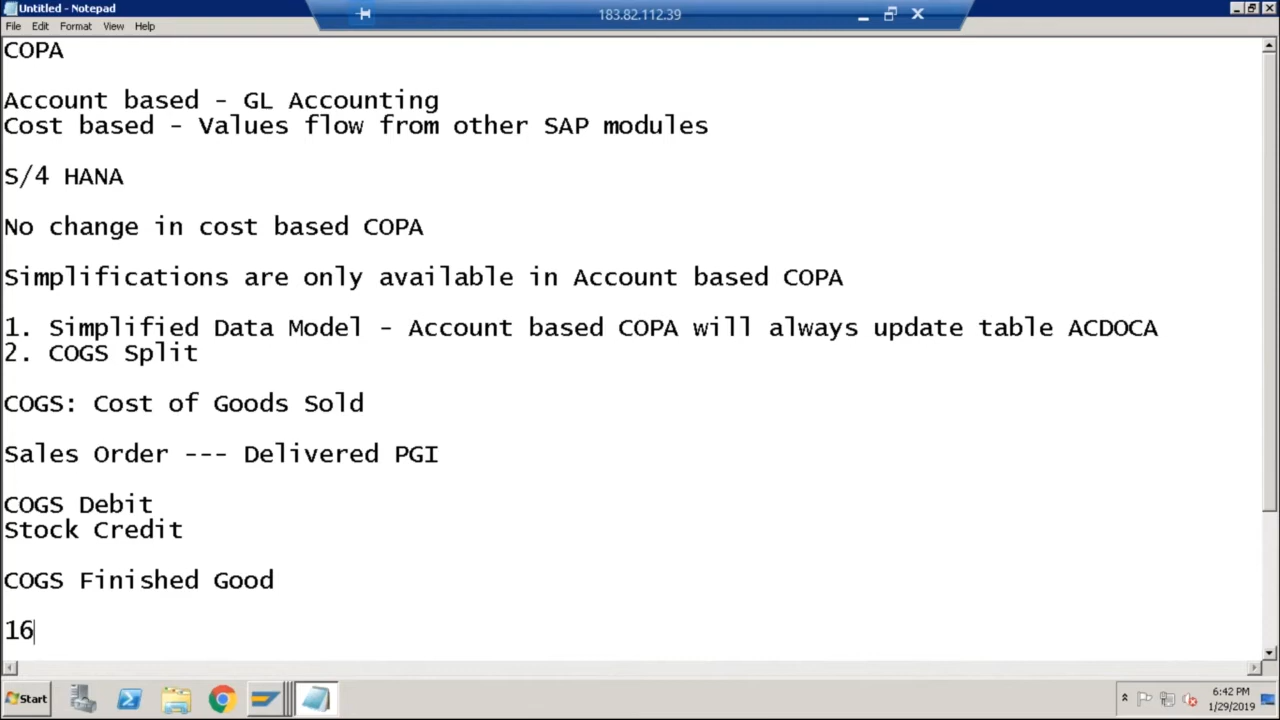 Untitled - Notepad
183.82.112.39
File Edit Format View Help
COPA
Account based - GL Accounting
Cost based - Values flow from other SAP modules
S/4 HANA
No change in cost based COPA
Simplifications are only available in Account based COPA
1. Simplified Data Model - Account based COPA will always update table ACDOCA
2. COGS Split
COGS: Cost of Goods Sold
Sales Order --- Delivered PGI
COGS Debit
Stock Credit
COGS Finished Good
16
Start
6:42 PM
1/29/2019